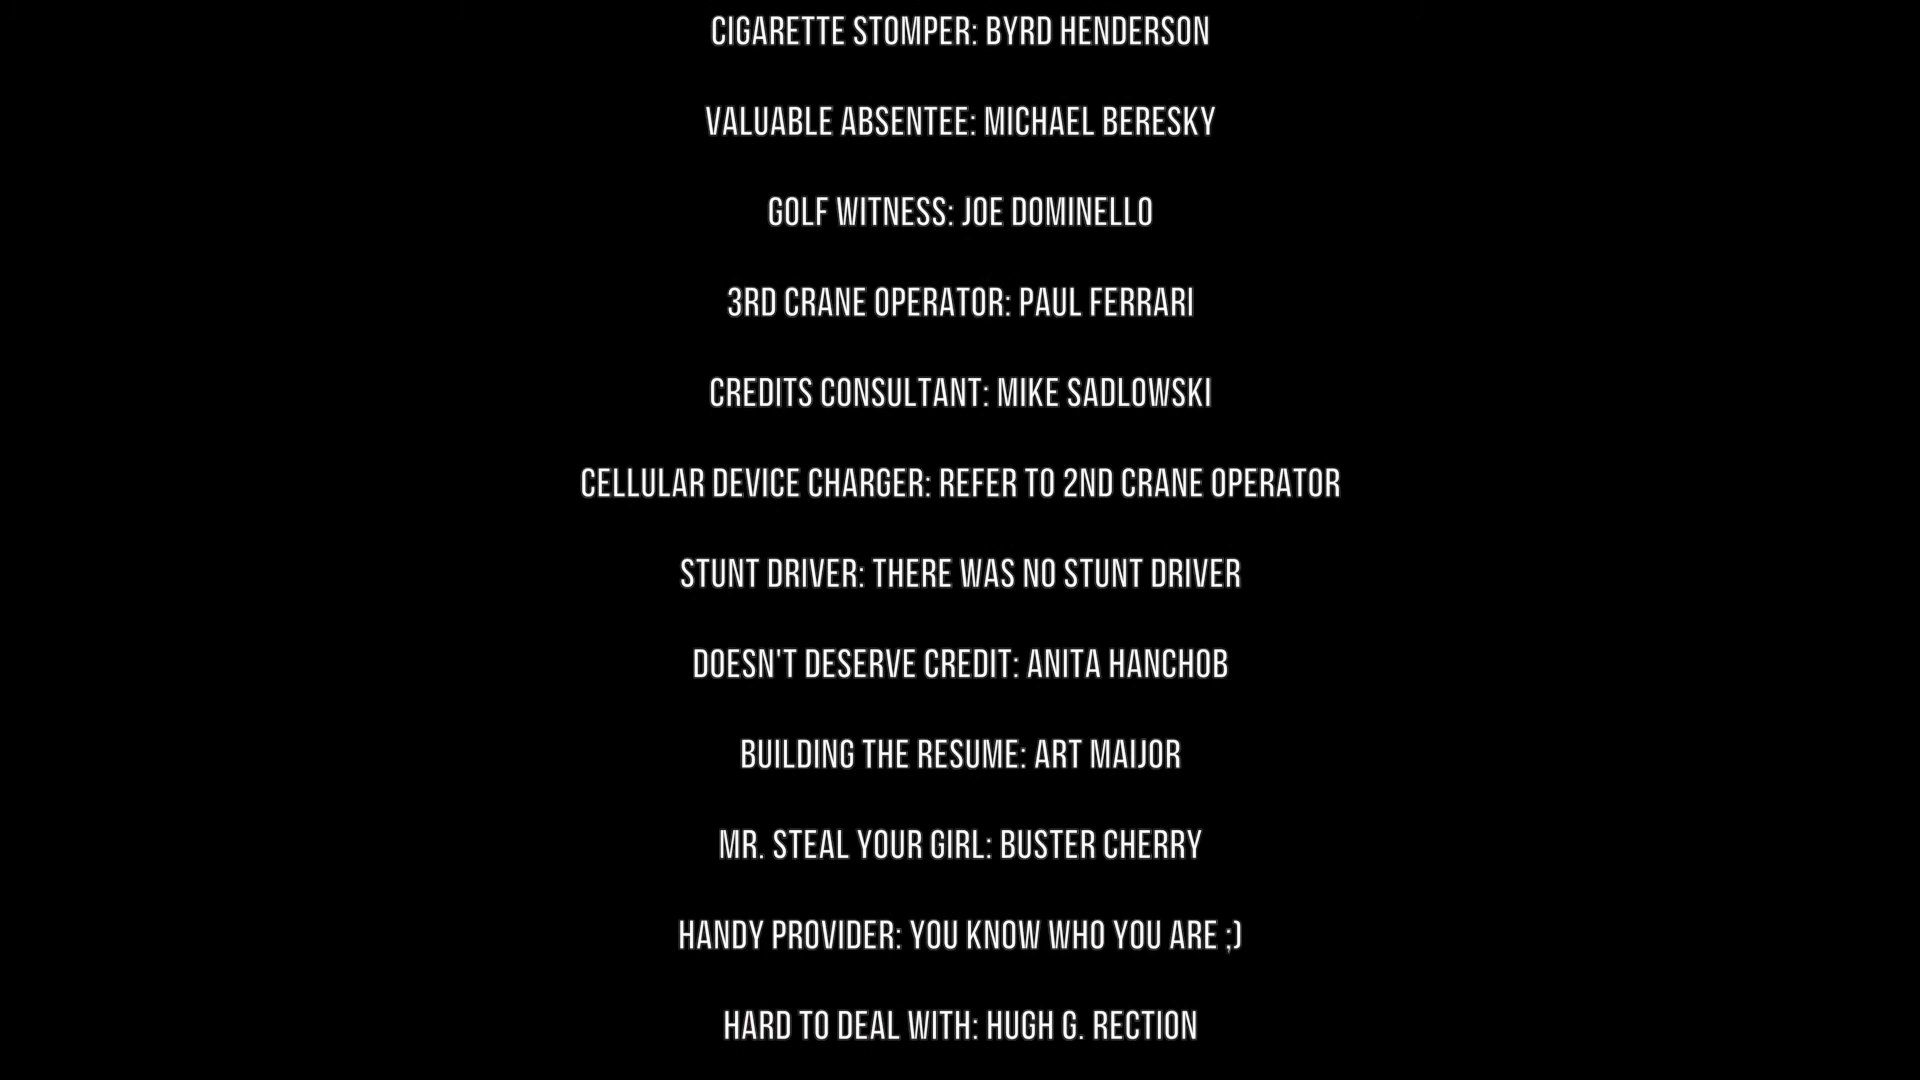 CIGARETTE STOMPER: BYRD HENDERSON
VALUABLE ABSENTEE: MICHAEL BERESKY
GOLF WITNESS: JOE DOMINELLO
3RD CRANE OPERATOR: PAUL FERRARI
CREDITS CONSULTANT: MIKE SADLOWSKI
CELLULAR DEVICE CHARGER: REFER TO 2ND CRANE OPERATOR
STUNT DRIVER: THERE WAS NO STUNT DRIVER
DOESN'T DESERVE CREDIT: ANITA HANCHOB
BUILDING THE RESUME: ART MAIJOR
MR. STEAL YOUR GIRL: BUSTER CHERRY
HANDY PROVIDER: YOU KNOW WHO YOU ARE ;)
HARD TO DEAL WITH: HUGH G. RECTION